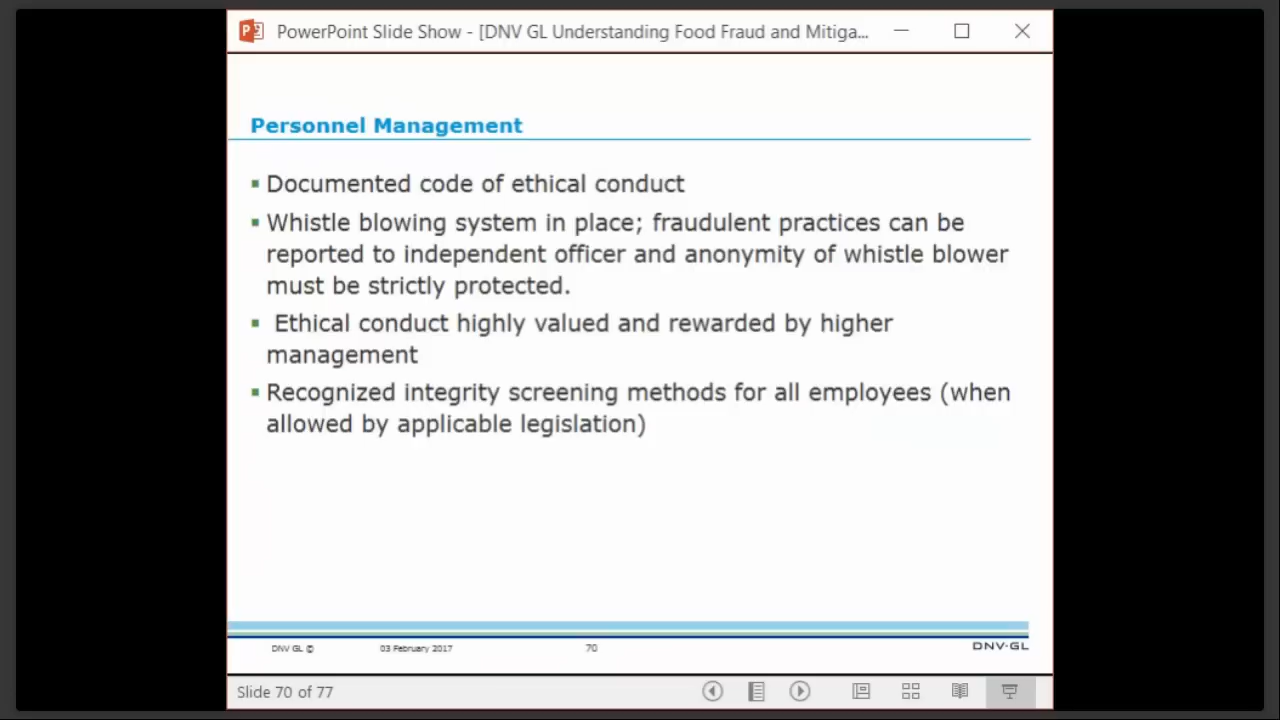 PowerPoint Slide Show - [DNV GL Understanding Food Fraud and Mitiga...
Personnel Management
▪ Documented code of ethical conduct
▪ Whistle blowing system in place; fraudulent practices can be
reported to independent officer and anonymity of whistle blower
must be strictly protected.
▪ Ethical conduct highly valued and rewarded by higher
management
▪ Recognized integrity screening methods for all employees (when
allowed by applicable legislation)
DNV GL © 03 February 2017 70 DNV·GL
Slide 70 of 77